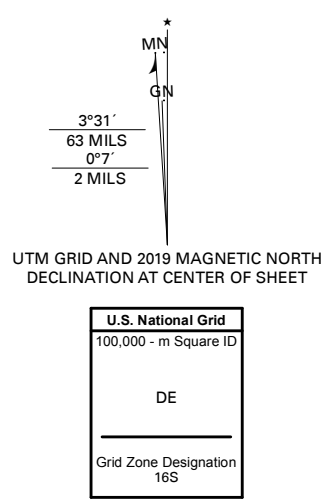 MN
GN
3°31´
63 MILS
0°7´
2 MILS
UTM GRID AND 2019 MAGNETIC NORTH
DECLINATION AT CENTER OF SHEET
U.S. National Grid
100,000 - m Square ID
DE
Grid Zone Designation
16S